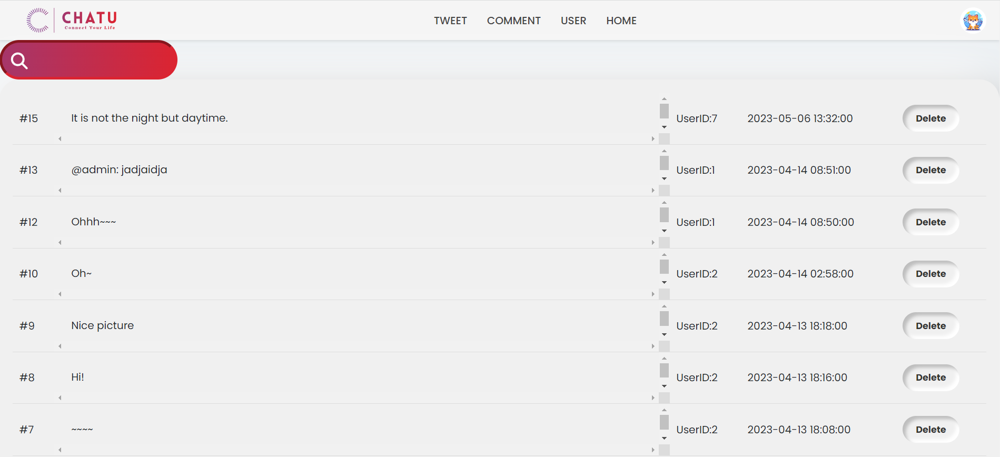 CHATU
Connect Your Life
TWEET COMMENT USER HOME
#15 It is not the night but daytime. UserID:7 2023-05-06 13:32:00 Delete
#13 @admin: jadjaidja UserID:1 2023-04-14 08:51:00 Delete
#12 Ohhh~~~ UserID:1 2023-04-14 08:50:00 Delete
#10 Oh~ UserID:2 2023-04-14 02:58:00 Delete
#9 Nice picture UserID:2 2023-04-13 18:18:00 Delete
#8 Hi! UserID:2 2023-04-13 18:16:00 Delete
#7 ~~~~ UserID:2 2023-04-13 18:08:00 Delete